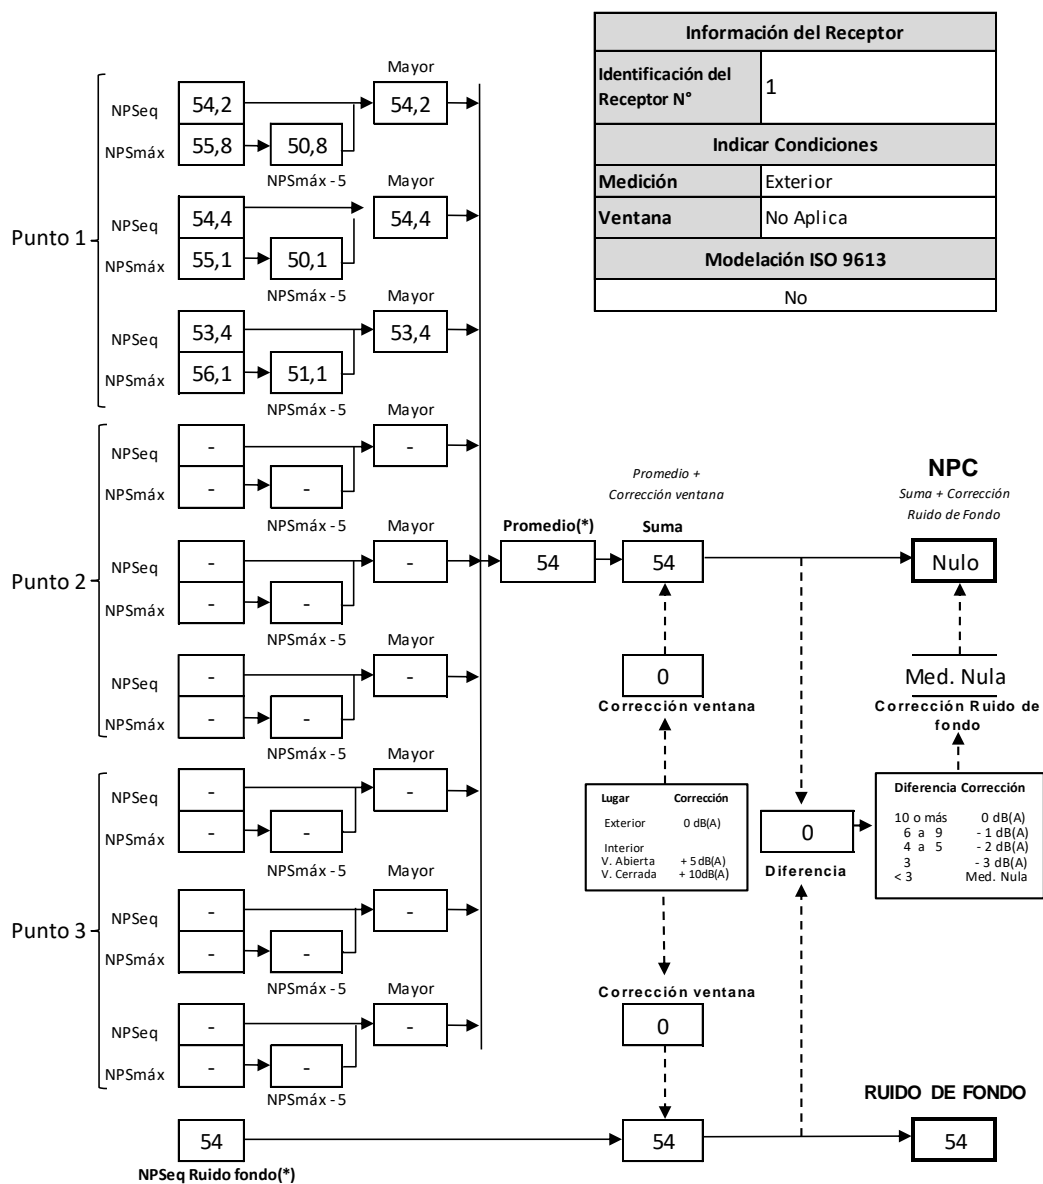 Información del Receptor
Identificación del Receptor N°
1
Indicar Condiciones
Medición
Exterior
Ventana
No Aplica
Modelación ISO 9613
No
Punto 1
Mayor
NPSeq
54,2
54,2
NPSmáx
55,8
50,8
NPSmáx - 5
Mayor
NPSeq
54,4
54,4
NPSmáx
55,1
50,1
NPSmáx - 5
Mayor
NPSeq
53,4
53,4
NPSmáx
56,1
51,1
NPSmáx - 5
Punto 2
Mayor
NPSeq
-
-
NPSmáx
-
-
NPSmáx - 5
Mayor
NPSeq
-
-
NPSmáx
-
-
NPSmáx - 5
Mayor
NPSeq
-
-
NPSmáx
-
-
NPSmáx - 5
Punto 3
Mayor
NPSeq
-
-
NPSmáx
-
-
NPSmáx - 5
Mayor
NPSeq
-
-
NPSmáx
-
-
NPSmáx - 5
Mayor
NPSeq
-
-
NPSmáx
-
-
NPSmáx - 5
Promedio(*)
54
Promedio +
Corrección ventana
Suma
54
NPC
Suma + Corrección
Ruido de Fondo
Nulo
0
Corrección ventana
Med. Nula
Corrección Ruido de
fondo
Lugar Corrección
Exterior 0 dB(A)
Interior
V. Abierta + 5 dB(A)
V. Cerrada + 10dB(A)
0
Diferencia
Diferencia Corrección
10 o más 0 dB(A)
6 a 9 - 1 dB(A)
4 a 5 - 2 dB(A)
3 - 3 dB(A)
< 3 Med. Nula
Corrección ventana
0
54
NPSeq Ruido fondo(*)
54
RUIDO DE FONDO
54